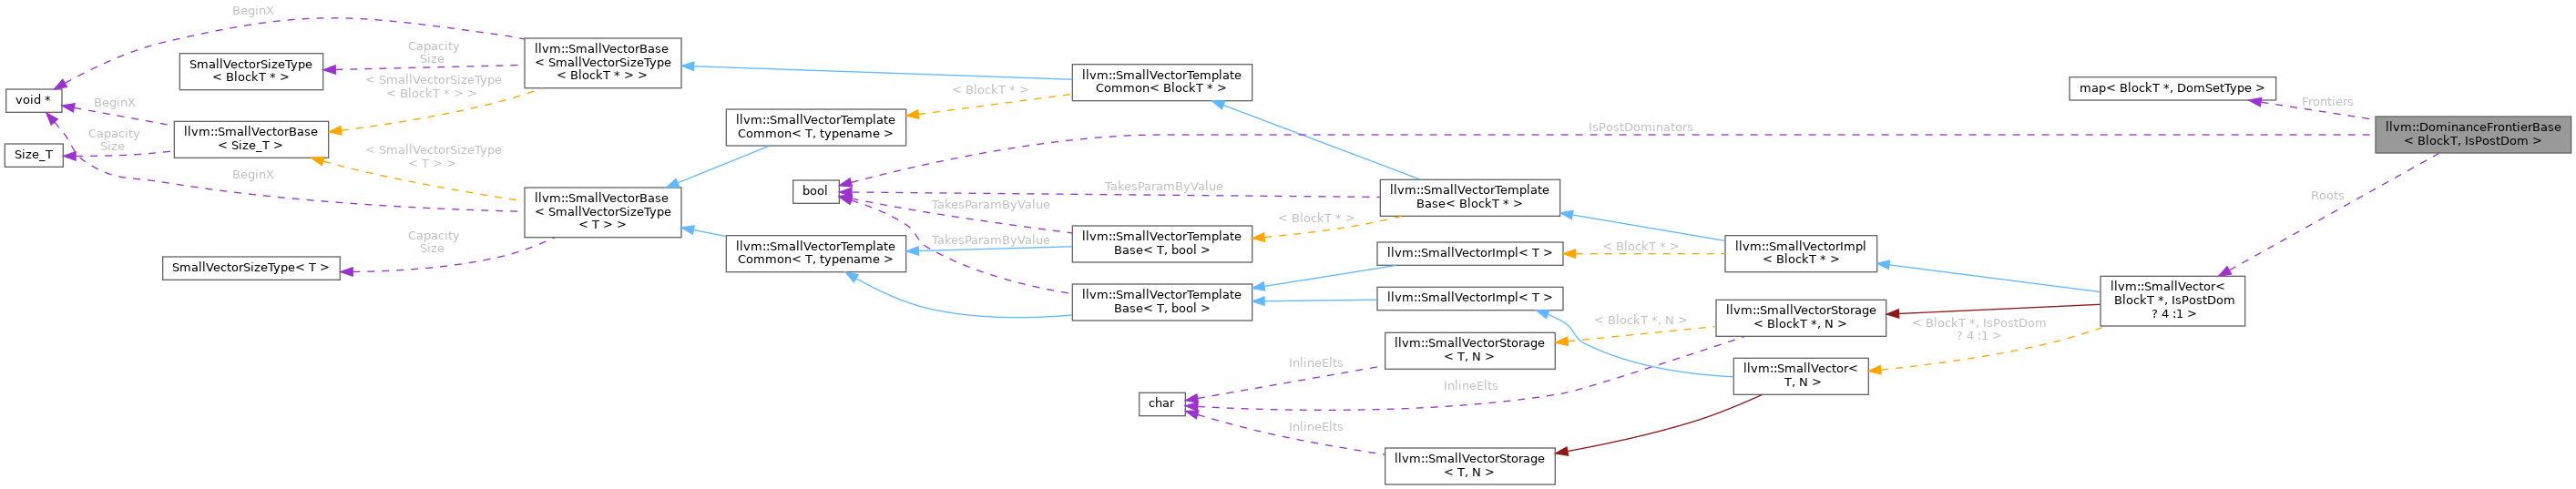 BeginX
SmallVectorSizeType
< BlockT * >
Capacity
Size
llvm::SmallVectorBase
< SmallVectorSizeType
< BlockT * > >
< SmallVectorSizeType
< BlockT * > >
void *
BeginX
llvm::SmallVectorBase
< Size_T >
Capacity
Size
Size_T
< SmallVectorSizeType
< T > >
BeginX
llvm::SmallVectorBase
< SmallVectorSizeType
< T > >
Capacity
Size
SmallVectorSizeType< T >
llvm::SmallVectorTemplate
Common< T, typename >
llvm::SmallVectorTemplate
Common< T, typename >
< BlockT * >
llvm::SmallVectorTemplate
Common< BlockT * >
bool
IsPostDominators
TakesParamByValue
TakesParamByValue
TakesParamByValue
llvm::SmallVectorTemplate
Base< T, bool >
llvm::SmallVectorTemplate
Base< T, bool >
llvm::SmallVectorTemplate
Base< BlockT * >
< BlockT * >
llvm::SmallVectorImpl< T >
llvm::SmallVectorImpl< T >
< BlockT * >
llvm::SmallVectorImpl
< BlockT * >
llvm::SmallVectorStorage
< T, N >
< BlockT *, N >
llvm::SmallVectorStorage
< BlockT *, N >
char
InlineElts
InlineElts
InlineElts
llvm::SmallVectorStorage
< T, N >
llvm::SmallVector<
T, N >
< BlockT *, IsPostDom
? 4 :1 >
llvm::SmallVector<
BlockT *, IsPostDom
? 4 :1 >
map< BlockT *, DomSetType >
Frontiers
llvm::DominanceFrontierBase
< BlockT, IsPostDom >
Roots